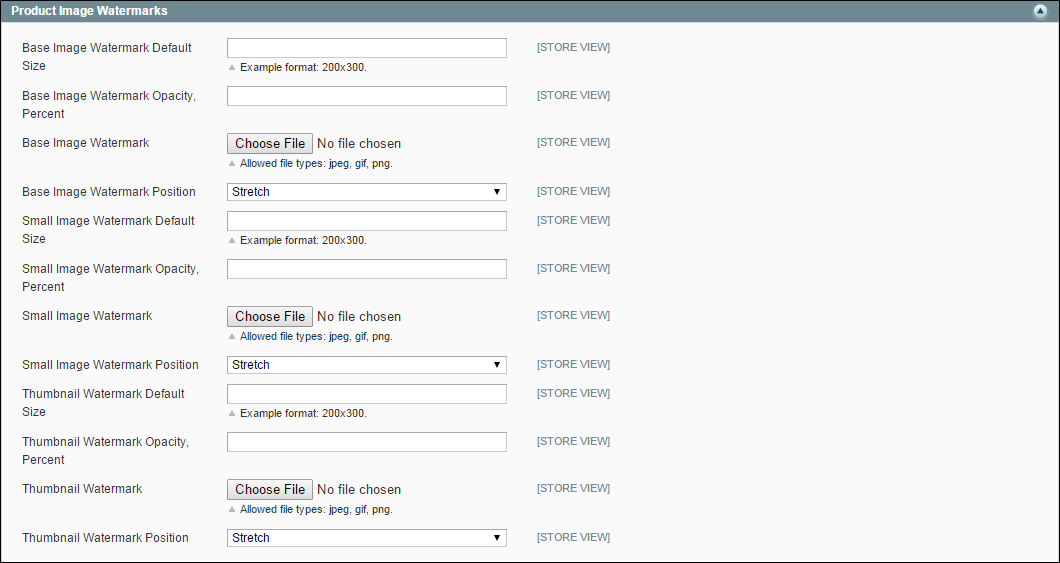 Product Image Watermarks
Base Image Watermark Default Size
[STORE VIEW]
Example format: 200x300.
Base Image Watermark Opacity, Percent
[STORE VIEW]
Base Image Watermark
Choose File No file chosen
[STORE VIEW]
Allowed file types: jpeg, gif, png.
Base Image Watermark Position
Stretch
[STORE VIEW]
Small Image Watermark Default Size
[STORE VIEW]
Example format: 200x300.
Small Image Watermark Opacity, Percent
[STORE VIEW]
Small Image Watermark
Choose File No file chosen
[STORE VIEW]
Allowed file types: jpeg, gif, png.
Small Image Watermark Position
Stretch
[STORE VIEW]
Thumbnail Watermark Default Size
[STORE VIEW]
Example format: 200x300.
Thumbnail Watermark Opacity, Percent
[STORE VIEW]
Thumbnail Watermark
Choose File No file chosen
[STORE VIEW]
Allowed file types: jpeg, gif, png.
Thumbnail Watermark Position
Stretch
[STORE VIEW]